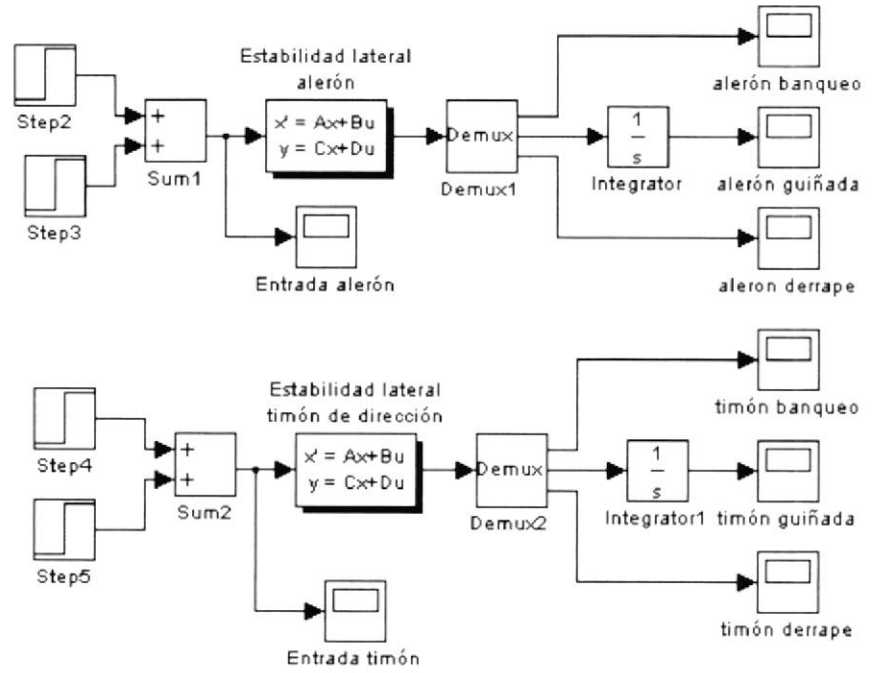 Estabilidad lateral
alerón
Step2
+
+
Sum1
x' = Ax+Bu
y = Cx+Du
Demux
Demux1
1
s
Integrator
alerón banqueo
alerón guiñada
Step3
Entrada alerón
aleron derrape
Estabilidad lateral
timón de dirección
Step4
+
+
Sum2
x' = Ax+Bu
y = Cx+Du
Demux
Demux2
1
s
Integrator1
timón banqueo
timón guiñada
Step5
Entrada timón
timón derrape